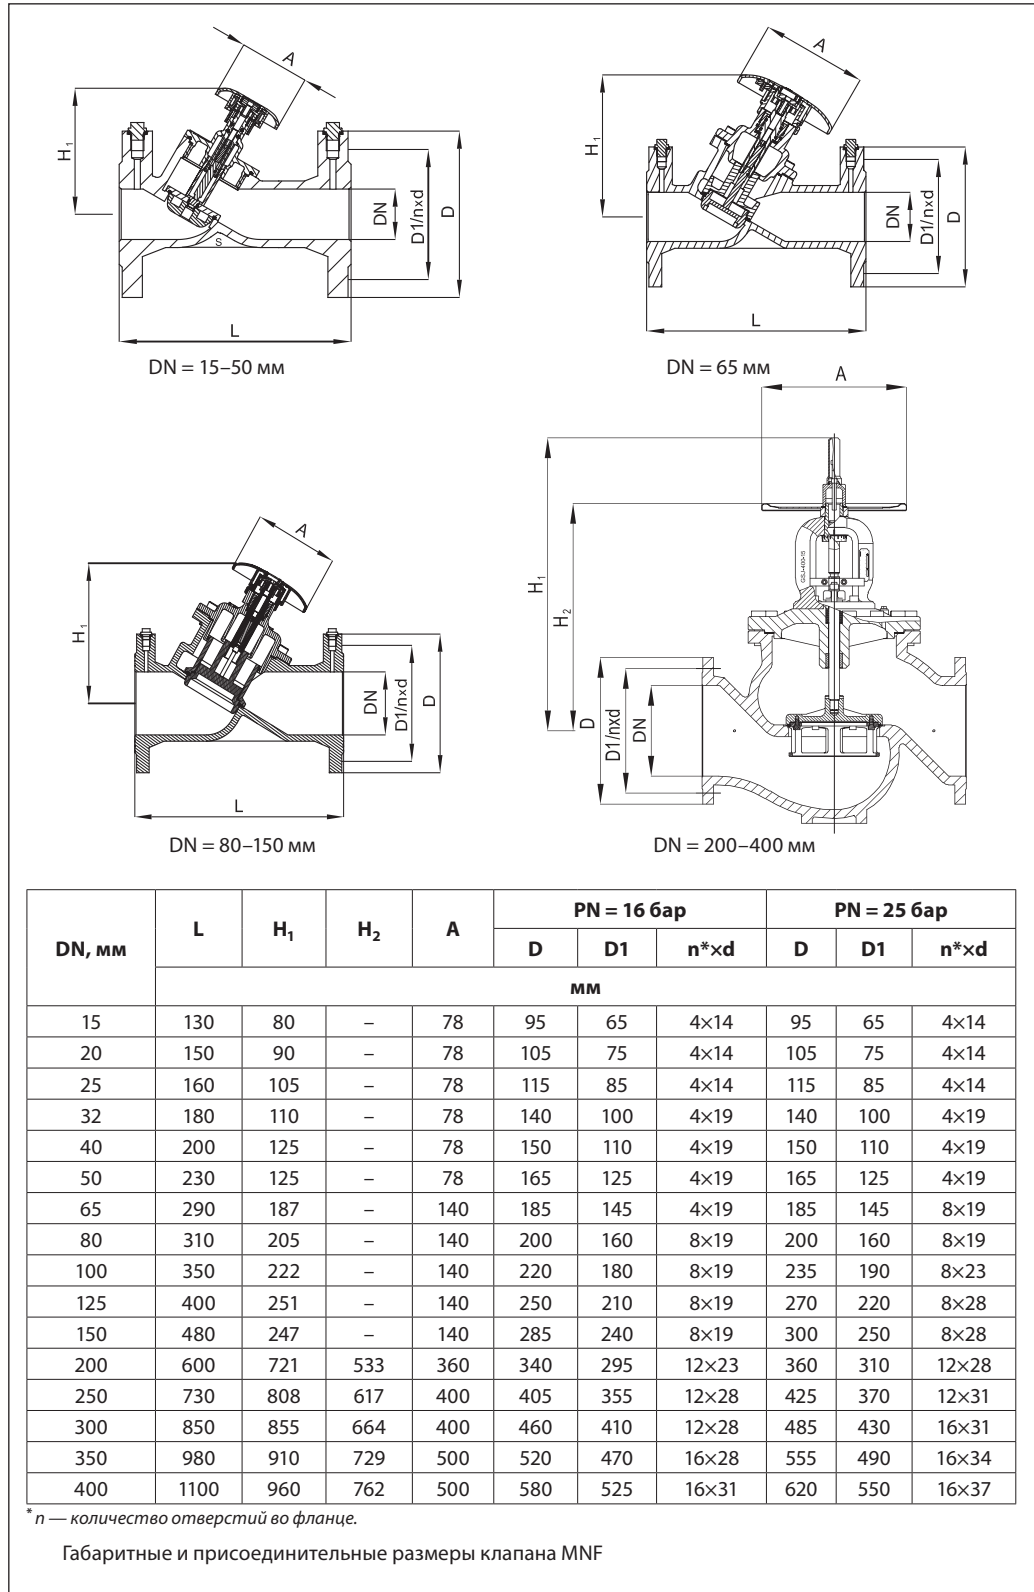 A
H1
DN
D1/n×d
D
S
L
DN = 15–50 мм
A
H1
DN
D1/n×d
D
L
DN = 65 мм
A
H1
DN
D1/n×d
D
L
DN = 80–150 мм
A
H1
H2
D
D1/nxd
DN
DN = 200–400 мм
DN, мм L H1 H2 A PN = 16 бар PN = 25 бар
D D1 n*×d D D1 n*×d
мм
15 130 80 – 78 95 65 4×14 95 65 4×14
20 150 90 – 78 105 75 4×14 105 75 4×14
25 160 105 – 78 115 85 4×14 115 85 4×14
32 180 110 – 78 140 100 4×19 140 100 4×19
40 200 125 – 78 150 110 4×19 150 110 4×19
50 230 125 – 78 165 125 4×19 165 125 4×19
65 290 187 – 140 185 145 4×19 185 145 8×19
80 310 205 – 140 200 160 8×19 200 160 8×19
100 350 222 – 140 220 180 8×19 235 190 8×23
125 400 251 – 140 250 210 8×19 270 220 8×28
150 480 247 – 140 285 240 8×19 300 250 8×28
200 600 721 533 360 340 295 12×23 360 310 12×28
250 730 808 617 400 405 355 12×28 425 370 12×31
300 850 855 664 400 460 410 12×28 485 430 16×31
350 980 910 729 500 520 470 16×28 555 490 16×34
400 1100 960 762 500 580 525 16×31 620 550 16×37
* n — количество отверстий во фланце.
Габаритные и присоединительные размеры клапана MNF